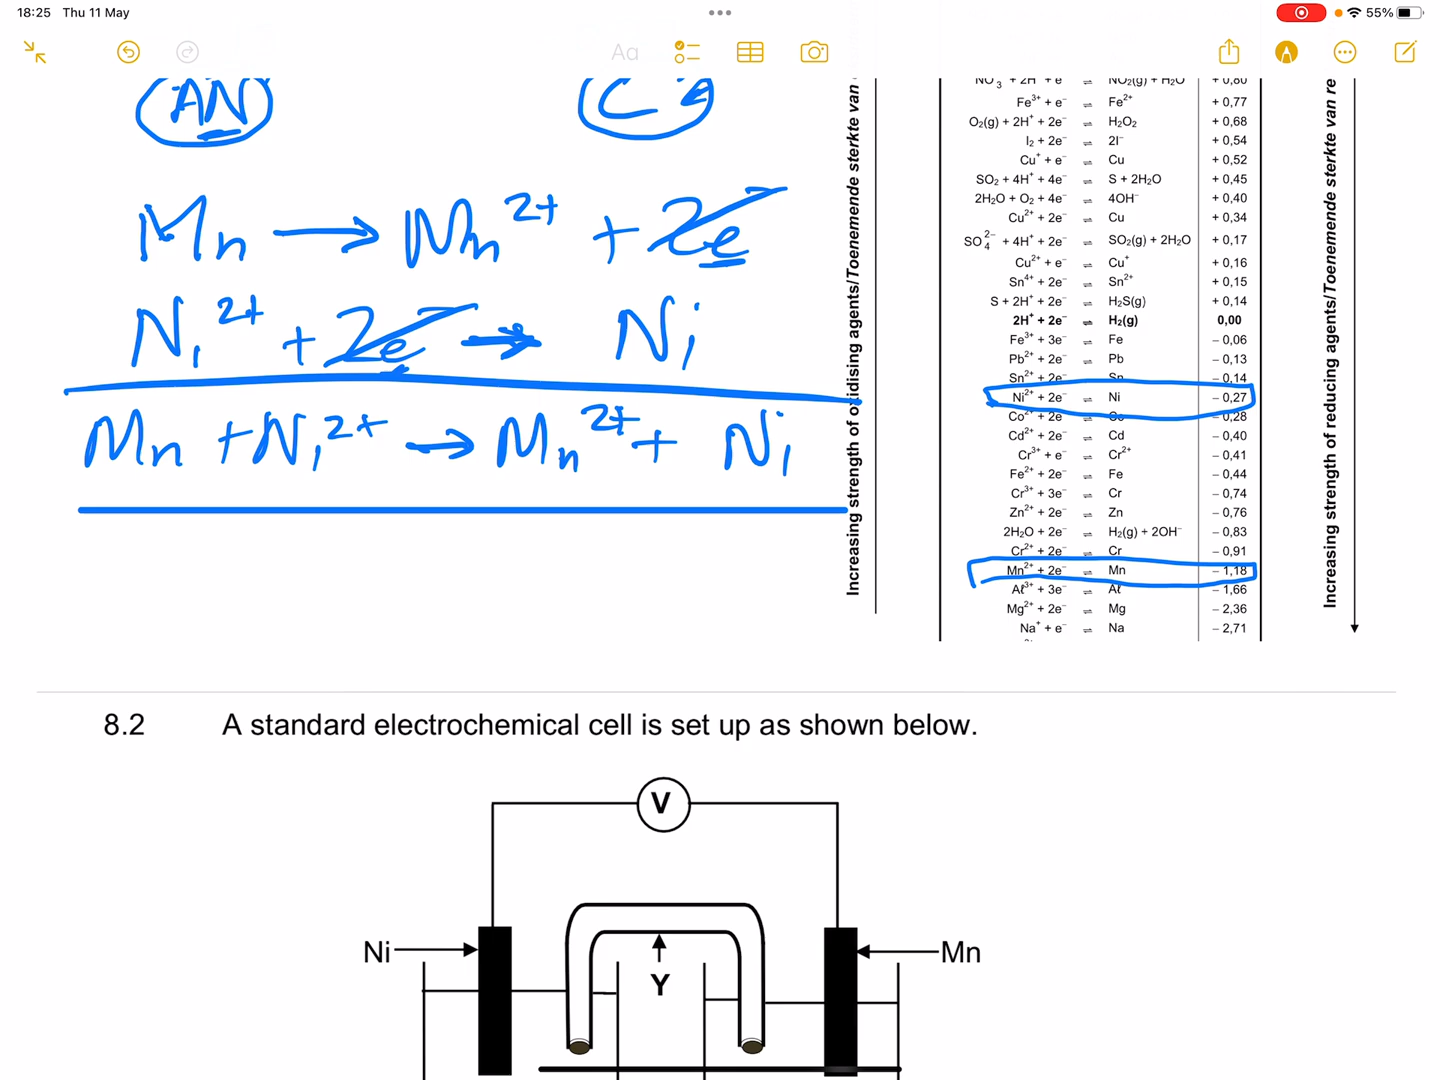 18:25 Thu 11 May
55%
Aa
AN
CA
Mn → Mn²⁺ + 2e⁻
Ni²⁺ + 2e⁻ → Ni
Mn + Ni²⁺ → Mn²⁺ + Ni
Increasing strength of oxidising agents/Toenemende sterkte van
NO₃⁻ + 2H⁺ + e⁻ ⇌ NO₂(g) + H₂O + 0,80
Fe³⁺ + e⁻ ⇌ Fe²⁺ + 0,77
O₂(g) + 2H⁺ + 2e⁻ ⇌ H₂O₂ + 0,68
I₂ + 2e⁻ ⇌ 2I⁻ + 0,54
Cu⁺ + e⁻ ⇌ Cu + 0,52
SO₂ + 4H⁺ + 4e⁻ ⇌ S + 2H₂O + 0,45
2H₂O + O₂ + 4e⁻ ⇌ 4OH⁻ + 0,40
Cu²⁺ + 2e⁻ ⇌ Cu + 0,34
SO₄²⁻ + 4H⁺ + 2e⁻ ⇌ SO₂(g) + 2H₂O + 0,17
Cu²⁺ + e⁻ ⇌ Cu⁺ + 0,16
Sn⁴⁺ + 2e⁻ ⇌ Sn²⁺ + 0,15
S + 2H⁺ + 2e⁻ ⇌ H₂S(g) + 0,14
2H⁺ + 2e⁻ ⇌ H₂(g) 0,00
Fe³⁺ + 3e⁻ ⇌ Fe − 0,06
Pb²⁺ + 2e⁻ ⇌ Pb − 0,13
Sn²⁺ + 2e⁻ ⇌ Sn − 0,14
Ni²⁺ + 2e⁻ ⇌ Ni − 0,27
Co²⁺ + 2e⁻ ⇌ Co − 0,28
Cd²⁺ + 2e⁻ ⇌ Cd − 0,40
Cr³⁺ + e⁻ ⇌ Cr²⁺ − 0,41
Fe²⁺ + 2e⁻ ⇌ Fe − 0,44
Cr³⁺ + 3e⁻ ⇌ Cr − 0,74
Zn²⁺ + 2e⁻ ⇌ Zn − 0,76
2H₂O + 2e⁻ ⇌ H₂(g) + 2OH⁻ − 0,83
Cr²⁺ + 2e⁻ ⇌ Cr − 0,91
Mn²⁺ + 2e⁻ ⇌ Mn − 1,18
Aℓ³⁺ + 3e⁻ ⇌ Aℓ − 1,66
Mg²⁺ + 2e⁻ ⇌ Mg − 2,36
Na⁺ + e⁻ ⇌ Na − 2,71
Increasing strength of reducing agents/Toenemende sterkte van re
8.2 A standard electrochemical cell is set up as shown below.
V
Ni
Mn
Y